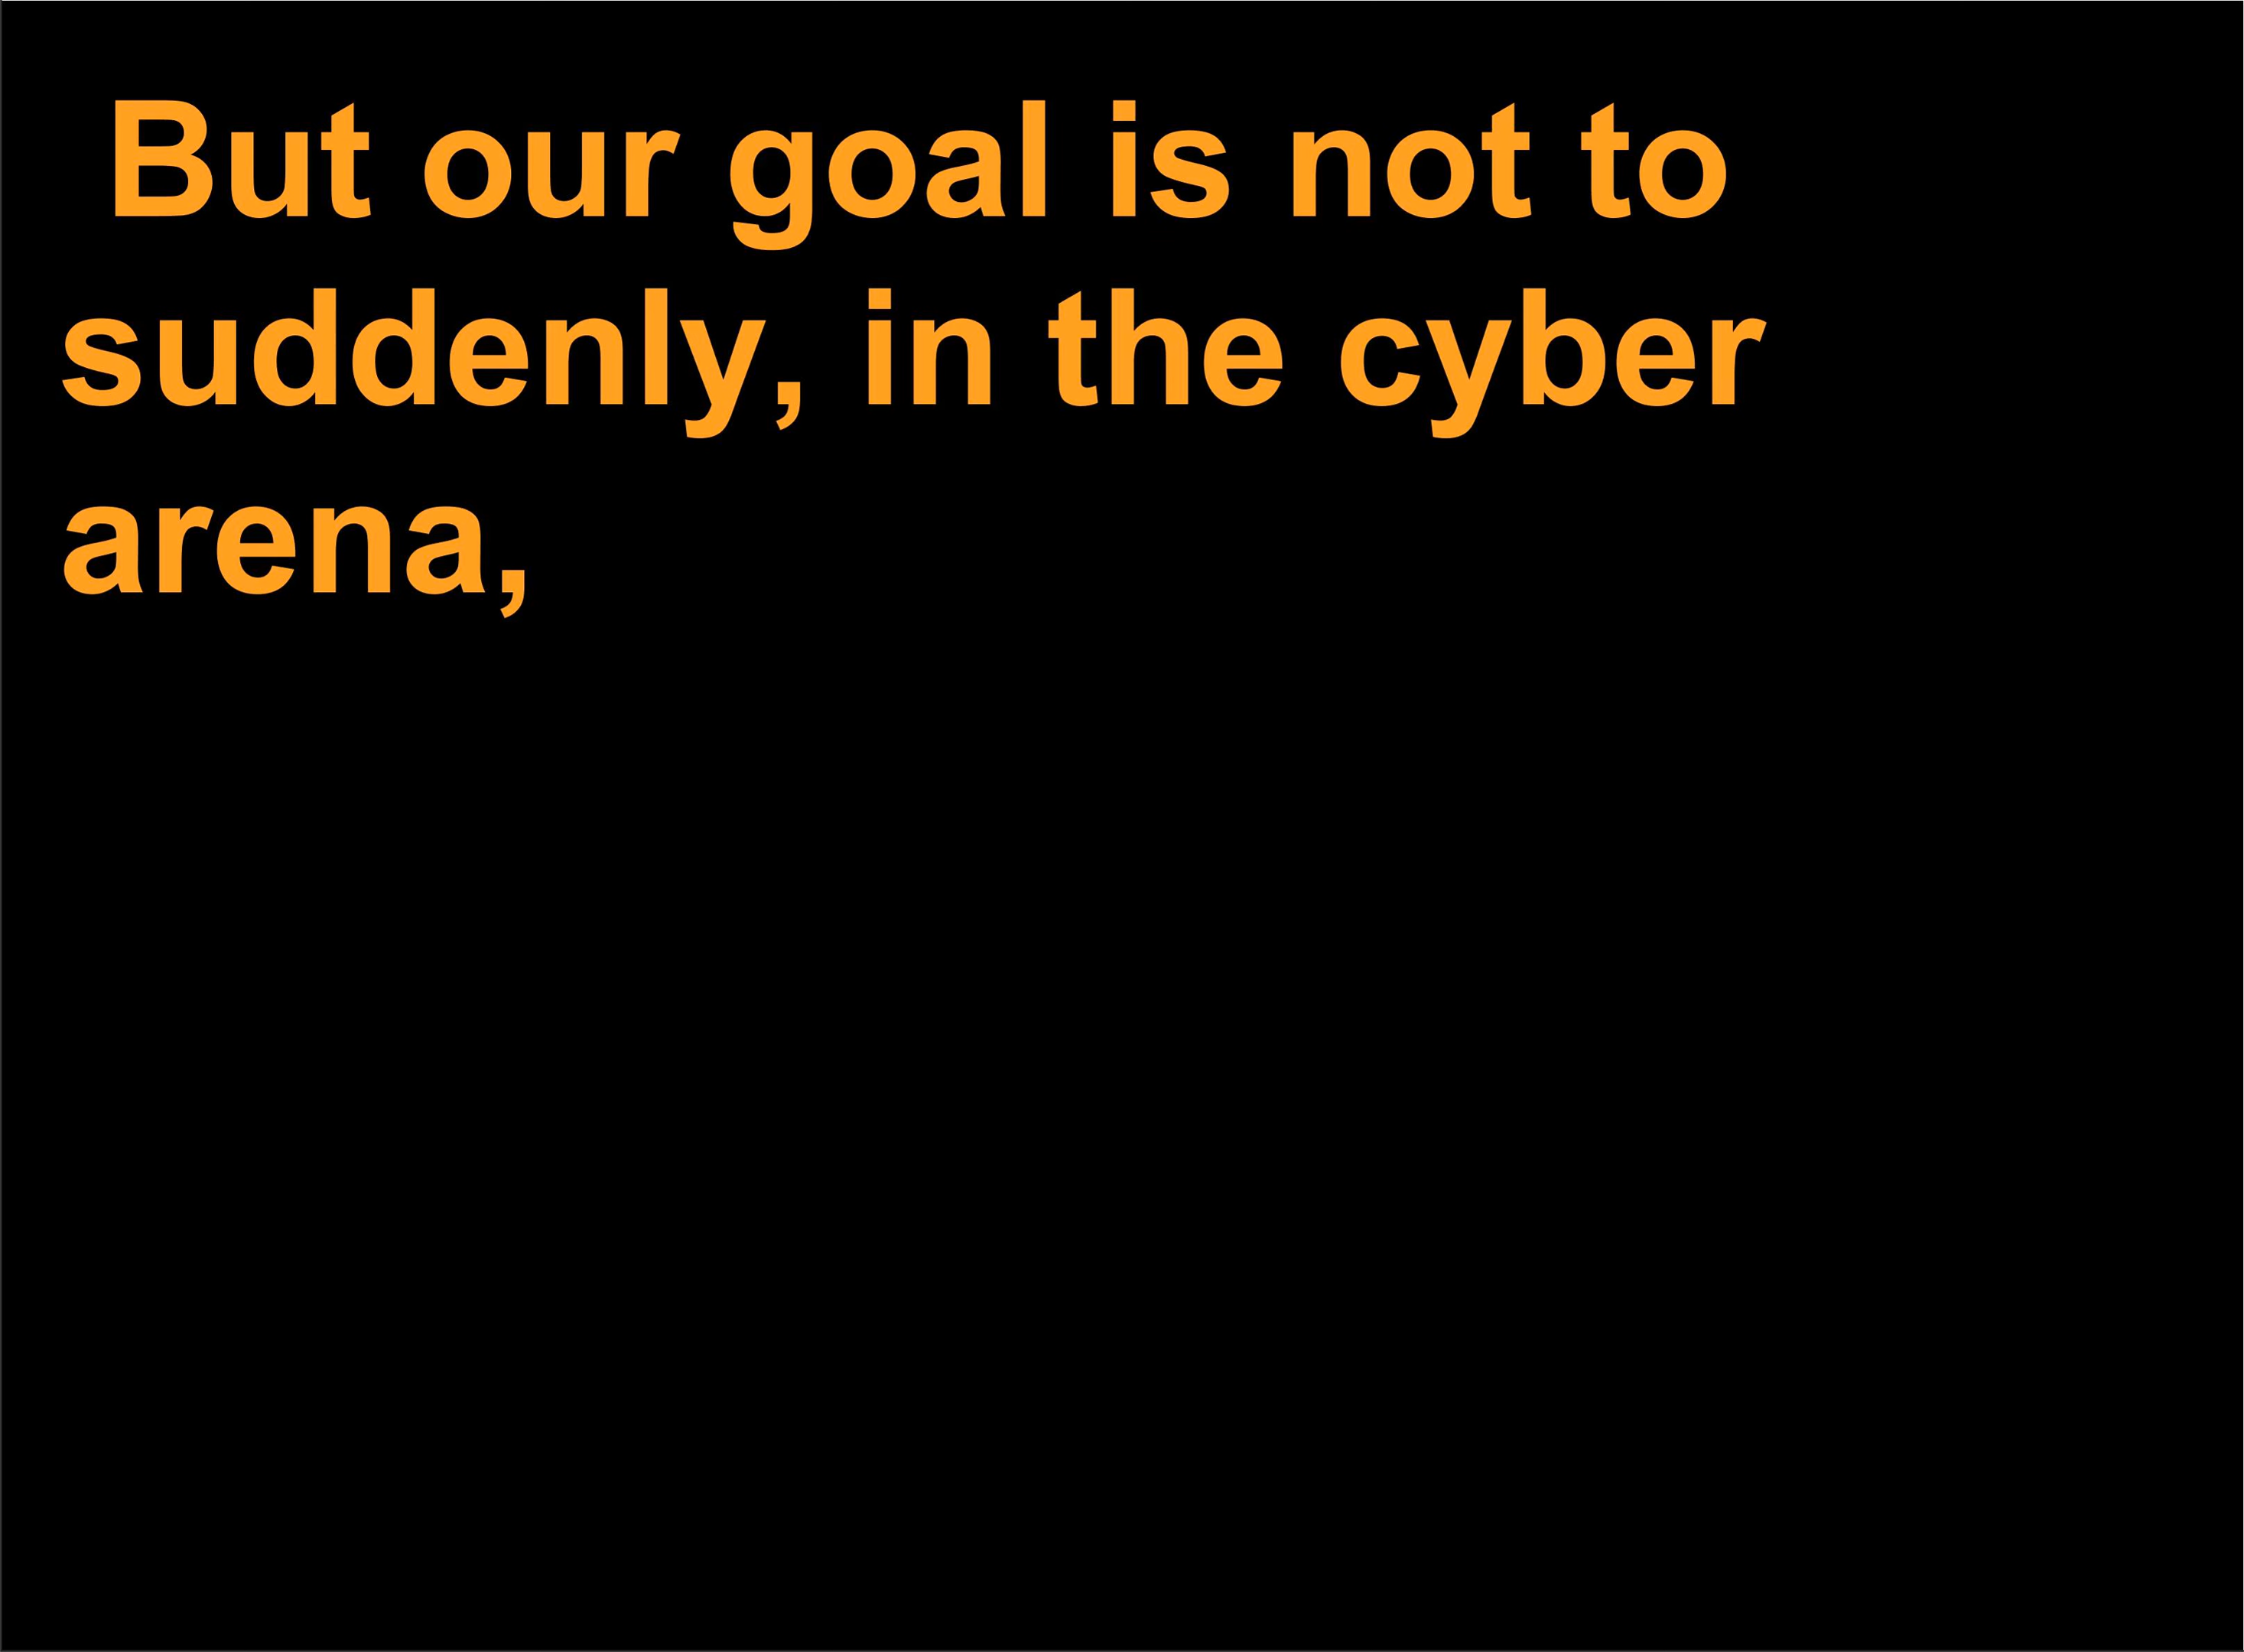 But our goal is not to
suddenly, in the cyber
arena,